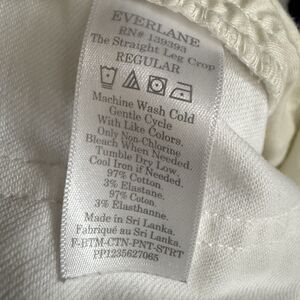 EVERLANE
RN# 139393
The Straight Leg Crop
REGULAR
Machine Wash Cold
Gentle Cycle
With Like Colors.
Only Non-Chlorine
Bleach When Needed.
Tumble Dry Low.
Cool Iron if Needed.
97% Cotton.
3% Elastane.
97% Coton.
3% Elasthanne.
Made in Sri Lanka.
Fabriqué au Sri Lanka.
F-BTM-CTN-PNT-STRT
PP1235627065